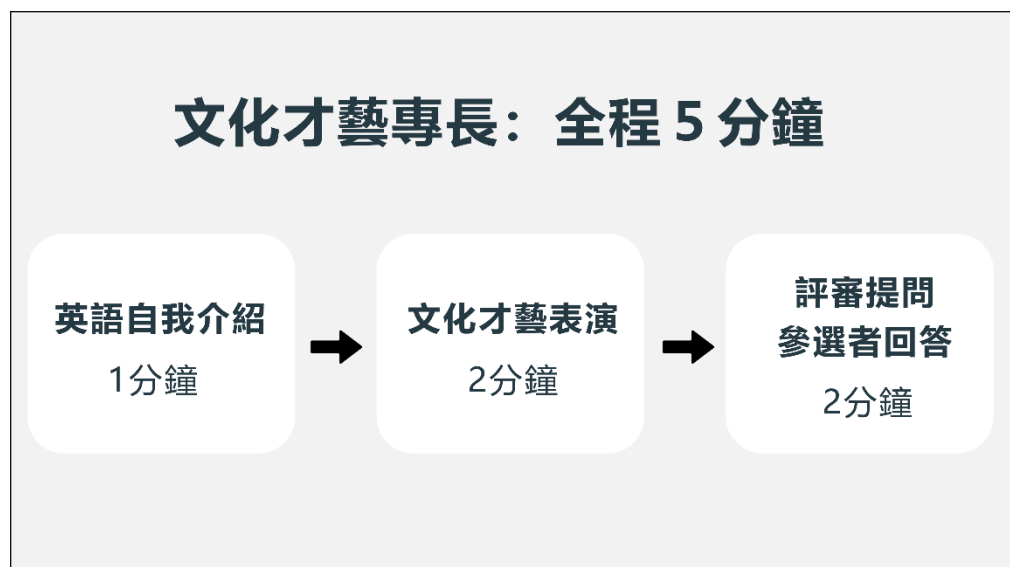 文化才藝專長：全程 5 分鐘
英語自我介紹
1分鐘
文化才藝表演
2分鐘
評審提問
參選者回答
2分鐘